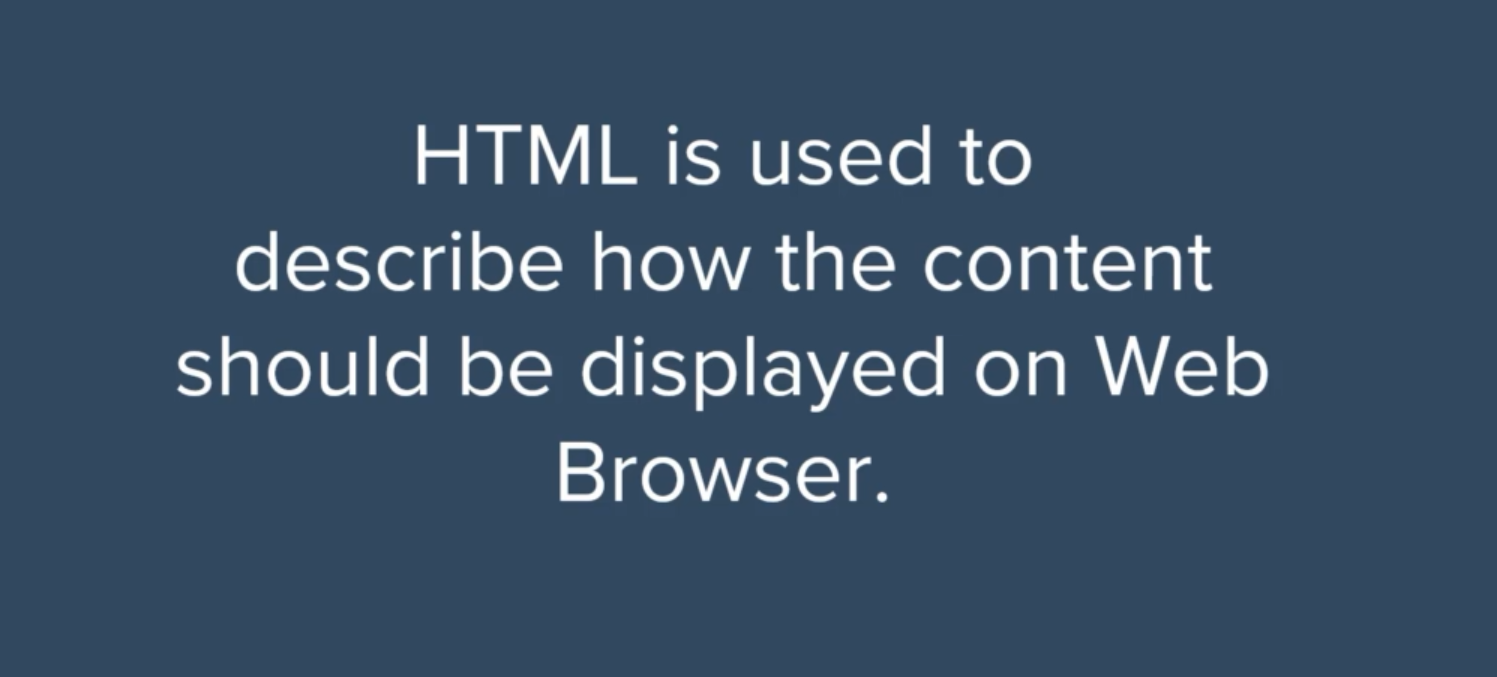 HTML is used to
describe how the content
should be displayed on Web
Browser.